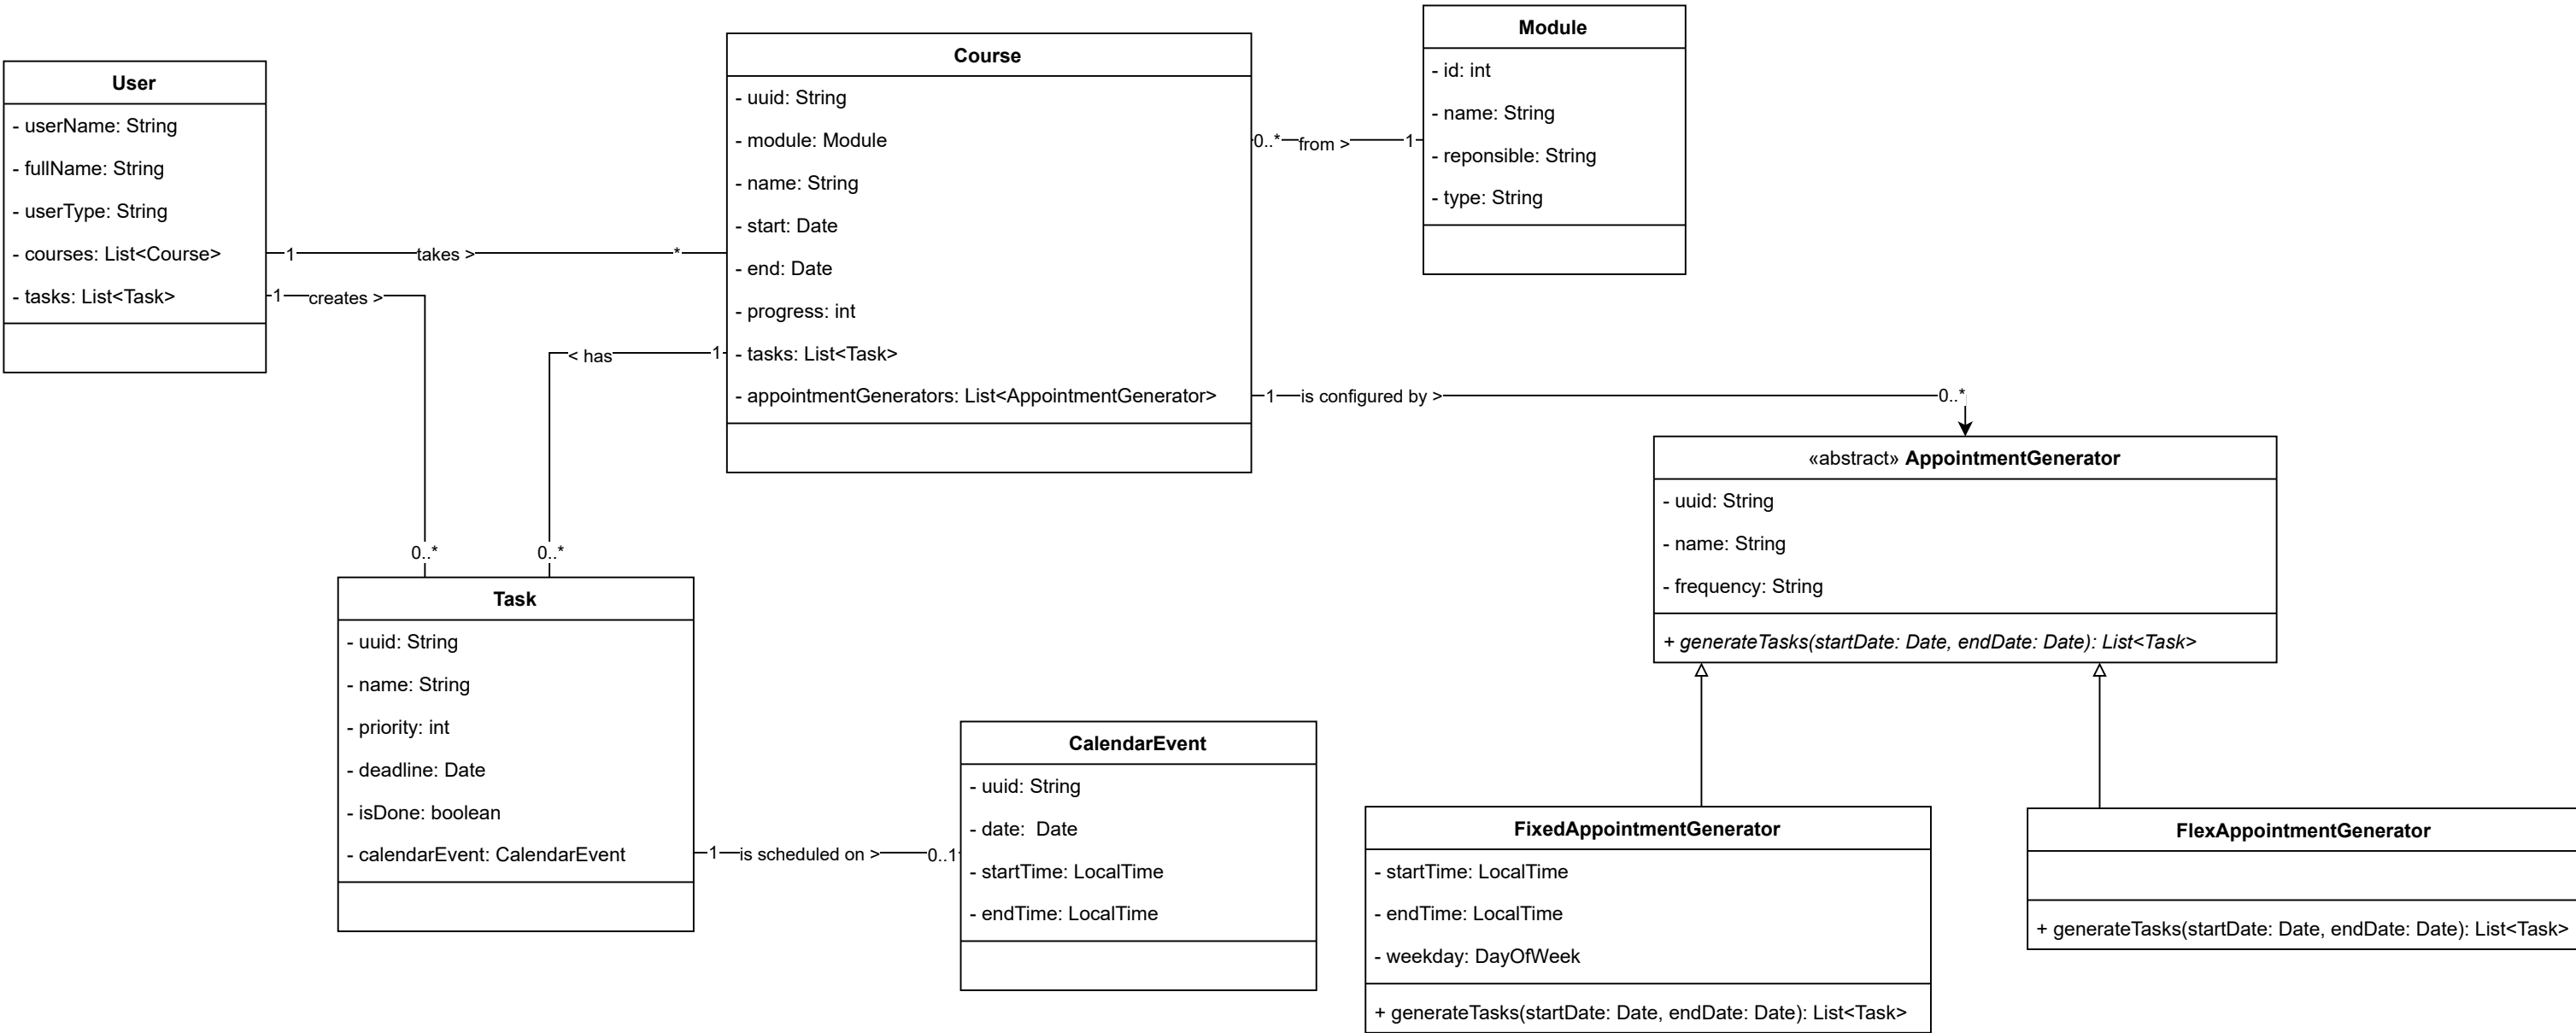 User
- userName: String
- fullName: String
- userType: String
- courses: List<Course>
- tasks: List<Task>
1
takes >
*
1
creates >
0..*
Course
- uuid: String
- module: Module
- name: String
- start: Date
- end: Date
- progress: int
- tasks: List<Task>
- appointmentGenerators: List<AppointmentGenerator>
0..*
from >
1
Module
- id: int
- name: String
- reponsible: String
- type: String
< has
1
0..*
1
is configured by >
0..*
«abstract» AppointmentGenerator
- uuid: String
- name: String
- frequency: String
+ generateTasks(startDate: Date, endDate: Date): List<Task>
Task
- uuid: String
- name: String
- priority: int
- deadline: Date
- isDone: boolean
- calendarEvent: CalendarEvent
1
is scheduled on >
0..1
CalendarEvent
- uuid: String
- date:  Date
- startTime: LocalTime
- endTime: LocalTime
FixedAppointmentGenerator
- startTime: LocalTime
- endTime: LocalTime
- weekday: DayOfWeek
+ generateTasks(startDate: Date, endDate: Date): List<Task>
FlexAppointmentGenerator
+ generateTasks(startDate: Date, endDate: Date): List<Task>